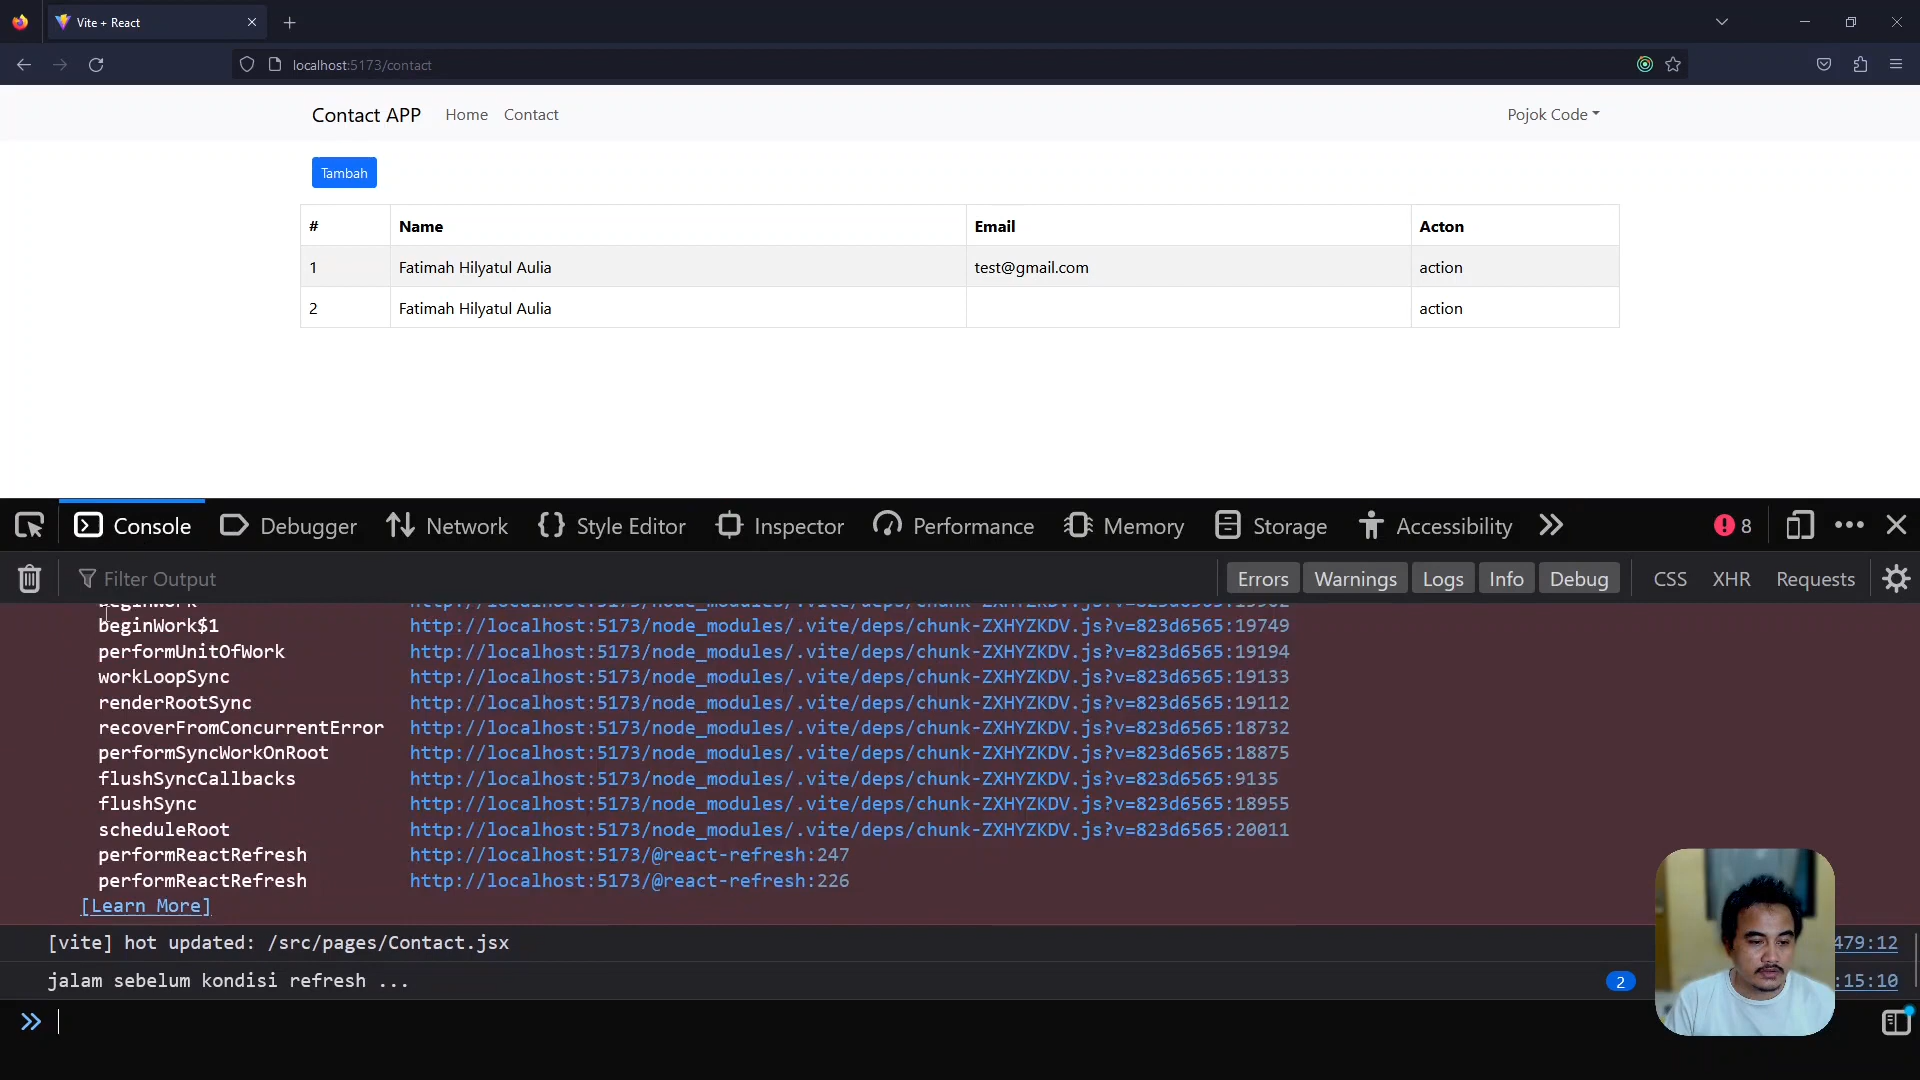 Vite + React
localhost:5173/contact
Contact APP Home Contact Pojok Code
Tambah
# Name Email Acton
1 Fatimah Hilyatul Aulia test@gmail.com action
2 Fatimah Hilyatul Aulia action
Console Debugger Network Style Editor Inspector Performance Memory Storage Accessibility 8
Filter Output Errors Warnings Logs Info Debug CSS XHR Requests
beginWork$1 http://localhost:5173/node_modules/.vite/deps/chunk-ZXHYZKDV.js?v=823d6565:19749
performUnitOfWork http://localhost:5173/node_modules/.vite/deps/chunk-ZXHYZKDV.js?v=823d6565:19194
workLoopSync http://localhost:5173/node_modules/.vite/deps/chunk-ZXHYZKDV.js?v=823d6565:19133
renderRootSync http://localhost:5173/node_modules/.vite/deps/chunk-ZXHYZKDV.js?v=823d6565:19112
recoverFromConcurrentError http://localhost:5173/node_modules/.vite/deps/chunk-ZXHYZKDV.js?v=823d6565:18732
performSyncWorkOnRoot http://localhost:5173/node_modules/.vite/deps/chunk-ZXHYZKDV.js?v=823d6565:18875
flushSyncCallbacks http://localhost:5173/node_modules/.vite/deps/chunk-ZXHYZKDV.js?v=823d6565:9135
flushSync http://localhost:5173/node_modules/.vite/deps/chunk-ZXHYZKDV.js?v=823d6565:18955
scheduleRoot http://localhost:5173/node_modules/.vite/deps/chunk-ZXHYZKDV.js?v=823d6565:20011
performReactRefresh http://localhost:5173/@react-refresh:247
performReactRefresh http://localhost:5173/@react-refresh:226
[Learn More]
[vite] hot updated: /src/pages/Contact.jsx 479:12
jalam sebelum kondisi refresh ... 2 :15:10